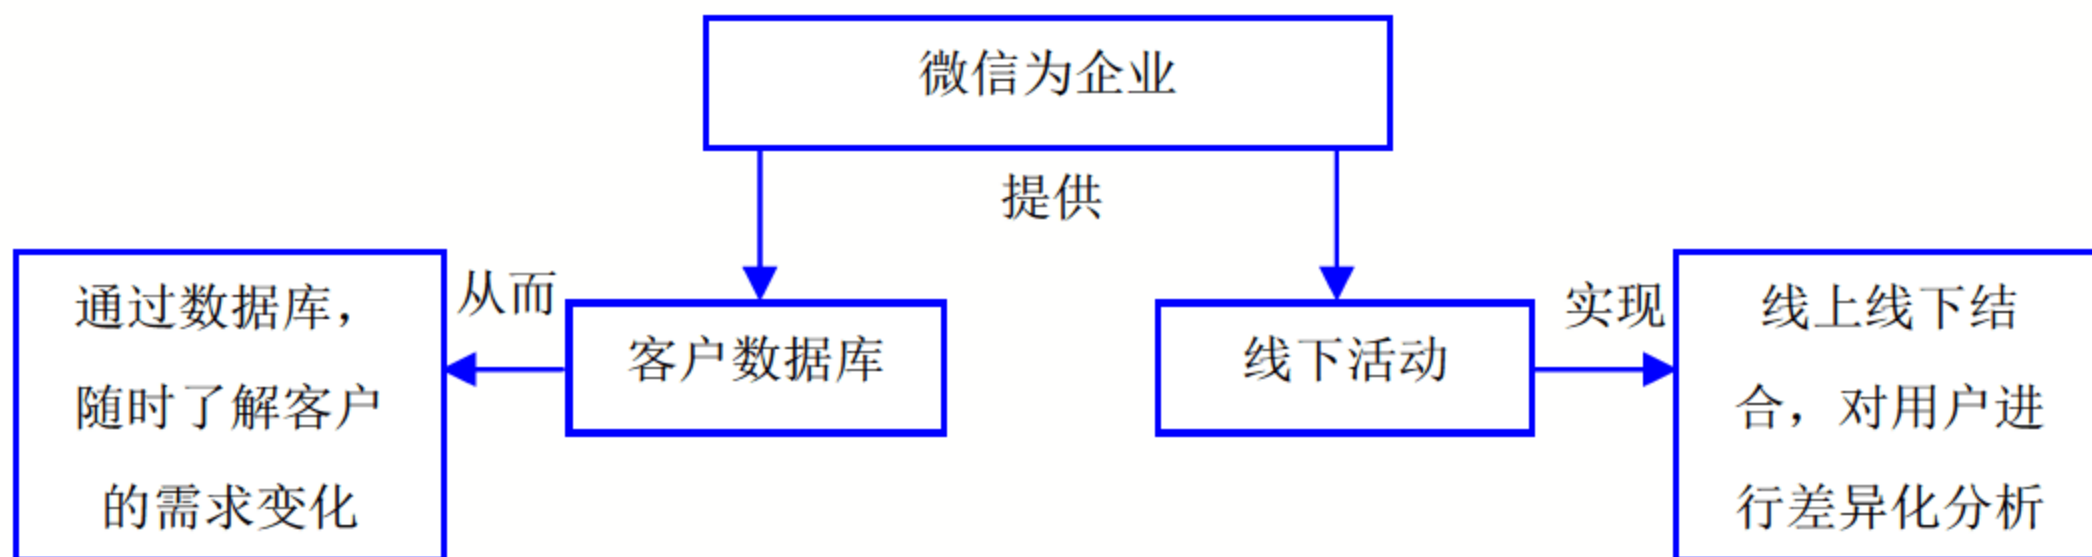 微信为企业
提供
通过数据库，
随时了解客户
的需求变化
从而
客户数据库
线下活动
实现
线上线下结
合，对用户进
行差异化分析